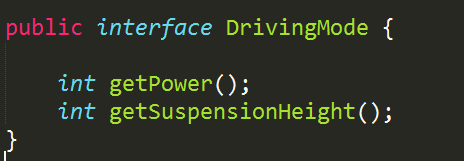 public interface DrivingMode {
int getPower();
int getSuspensionHeight();
}